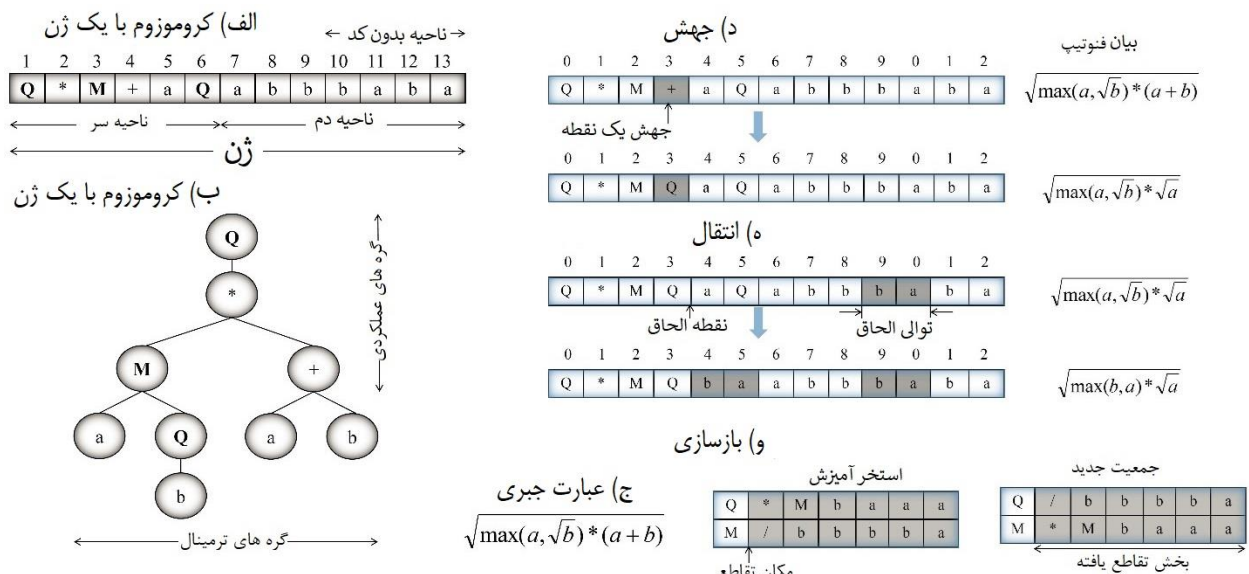 الف) کروموزوم با یک ژن
ناحیه بدون کد
1 2 3 4 5 6 7 8 9 10 11 12 13
Q * M + a Q a b b b a b a
ناحیه سر
ناحیه دم
ژن
ب) کروموزوم با یک ژن
Q
*
M +
a Q a b
b
گره های عملکردی
گره های ترمینال
ج) عبارت جبری
√(max(a,√b)*(a+b))
د) جهش
بیان فنوتیپ
0 1 2 3 4 5 6 7 8 9 0 1 2
Q * M + a Q a b b b a b a
√(max(a,√b)*(a+b))
جهش یک نقطه
0 1 2 3 4 5 6 7 8 9 0 1 2
Q * M Q a Q a b b b a b a
√(max(a,√b)*√a)
ه) انتقال
0 1 2 3 4 5 6 7 8 9 0 1 2
Q * M Q a Q a b b b a b a
√(max(a,√b)*√a)
نقطه الحاق
توالی الحاق
0 1 2 3 4 5 6 7 8 9 0 1 2
Q * M Q b a a b b b a b a
√(max(b,a)*√a)
و) بازسازی
استخر آمیزش
Q * M b a a a
M / b b b b a
مکان تقاطع
جمعیت جدید
Q / b b b b a
M * M b a a a
بخش تقاطع یافته